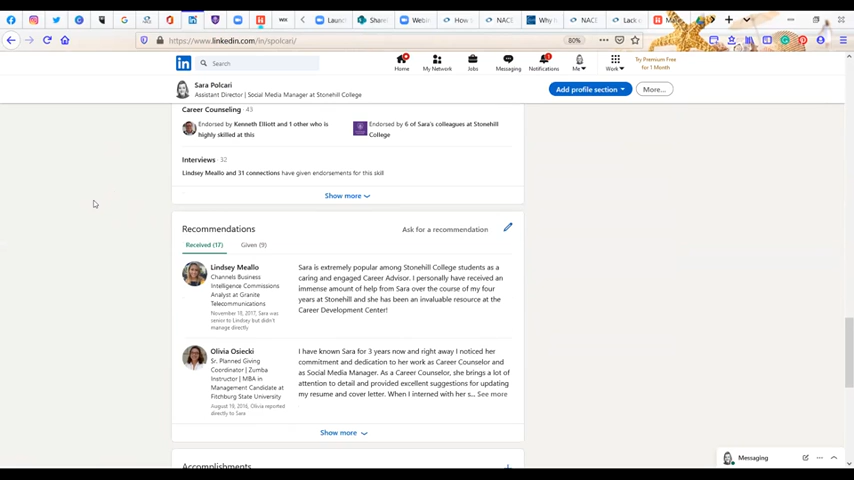 Launc
ShareD
Webin
How t
NACE
Why t
NACE
Lack o
https://www.linkedin.com/in/spolcari/
80%
in
Search
Home
My Network
Jobs
Messaging
Notifications
Me
Work
Try Premium Free
for 1 Month
Sara Polcari
Assistant Director | Social Media Manager at Stonehill College
Add profile section
More...
Career Counseling · 43
Endorsed by Kenneth Elliott and 1 other who is
highly skilled at this
Endorsed by 6 of Sara's colleagues at Stonehill
College
Interviews · 32
Lindsey Meallo and 31 connections have given endorsements for this skill
Show more
Recommendations
Ask for a recommendation
Received (17)
Given (9)
Lindsey Meallo
Channels Business
Intelligence Commissions
Analyst at Granite
Telecommunications
November 18, 2017, Sara was
senior to Lindsey but didn't
manage directly
Sara is extremely popular among Stonehill College students as a
caring and engaged Career Advisor. I personally have received an
immense amount of help from Sara over the course of my four
years at Stonehill and she has been an invaluable resource at the
Career Development Center!
Olivia Osiecki
Sr. Planned Giving
Coordinator | Zumba
Instructor | MBA in
Management Candidate at
Fitchburg State University
August 19, 2016, Olivia reported
directly to Sara
I have known Sara for 3 years now and right away I noticed her
commitment and dedication to her work as Career Counselor and
as Social Media Manager. As a Career Counselor, she brings a lot of
attention to detail and provided excellent suggestions for updating
my resume and cover letter. When I interned with her s... See more
Show more
Accomplishments
Messaging